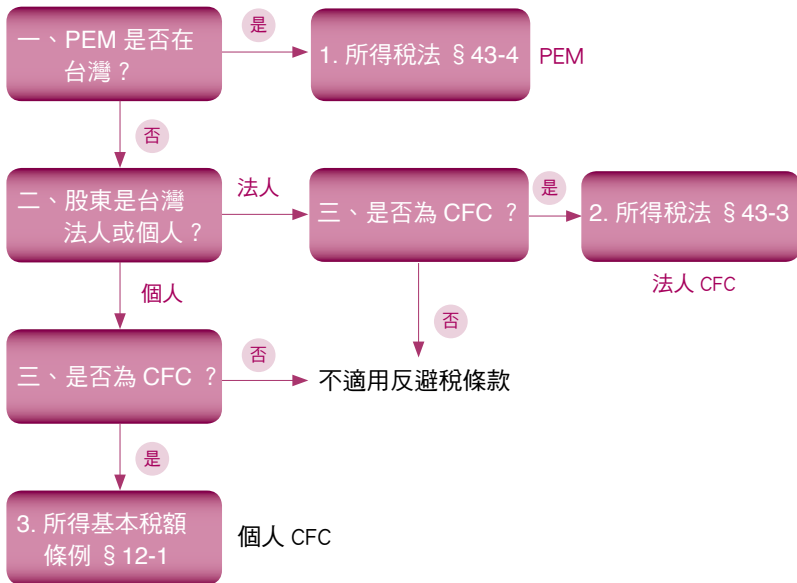 一、PEM 是否在
台灣？
是
1. 所得稅法 §43-4
PEM
否
二、股東是台灣
法人或個人？
法人
三、是否為 CFC ？
是
2. 所得稅法 §43-3
法人 CFC
個人
否
三、是否為 CFC ？
否
不適用反避稅條款
是
3. 所得基本稅額
條例 §12-1
個人 CFC